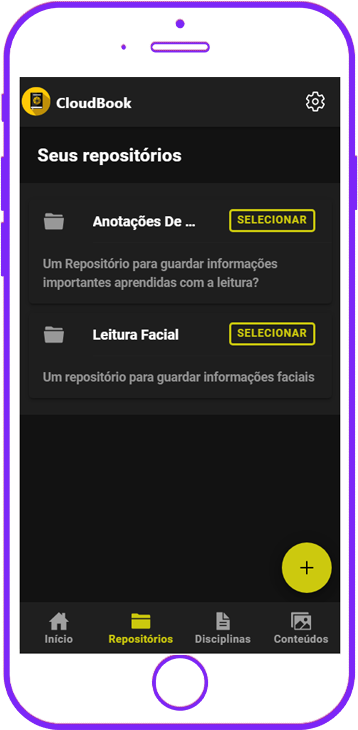 CloudBook
Seus repositórios
Anotações De ...
SELECIONAR
Um Repositório para guardar informações
importantes aprendidas com a leitura?
Leitura Facial
SELECIONAR
Um repositório para guardar informações faciais
+
Início
Repositórios
Disciplinas
Conteúdos